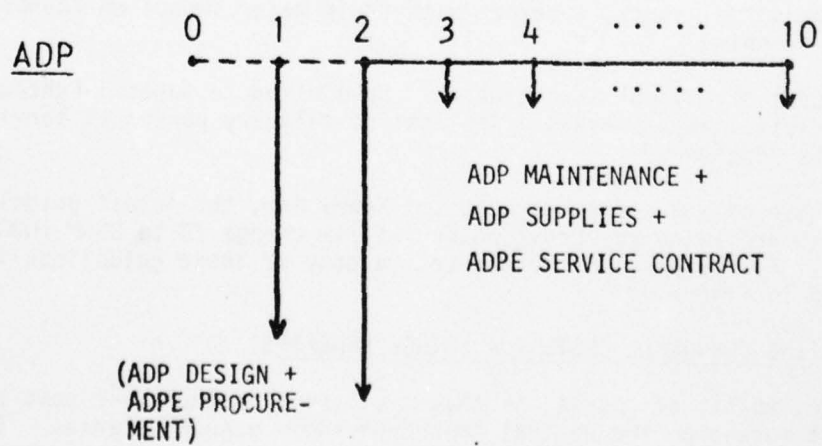 0 1 2 3 4 ...... 10
ADP
......
ADP MAINTENANCE +
ADP SUPPLIES +
ADPE SERVICE CONTRACT
(ADP DESIGN +
ADPE PROCURE-
MENT)